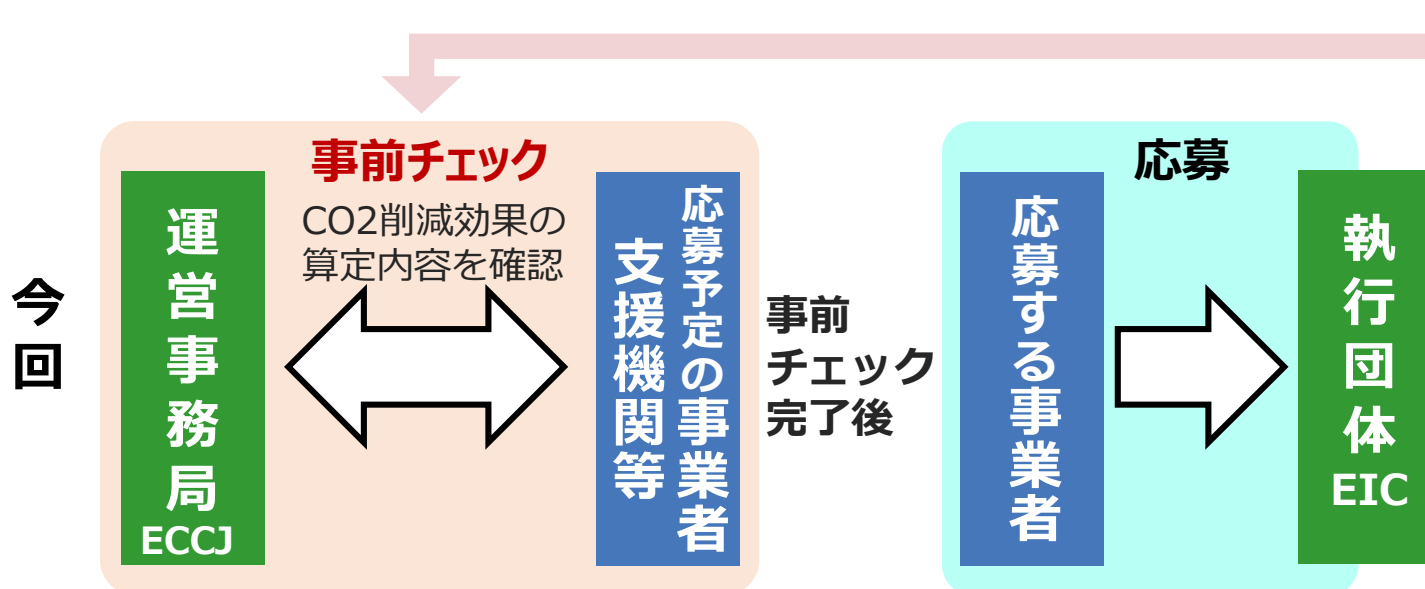 今回
事前チェック
運営事務局
ECCJ
CO2削減効果の
算定内容を確認
応募予定の事業者
支援機関等
事前
チェック
完了後
応募
応募する事業者
執行団体
EIC